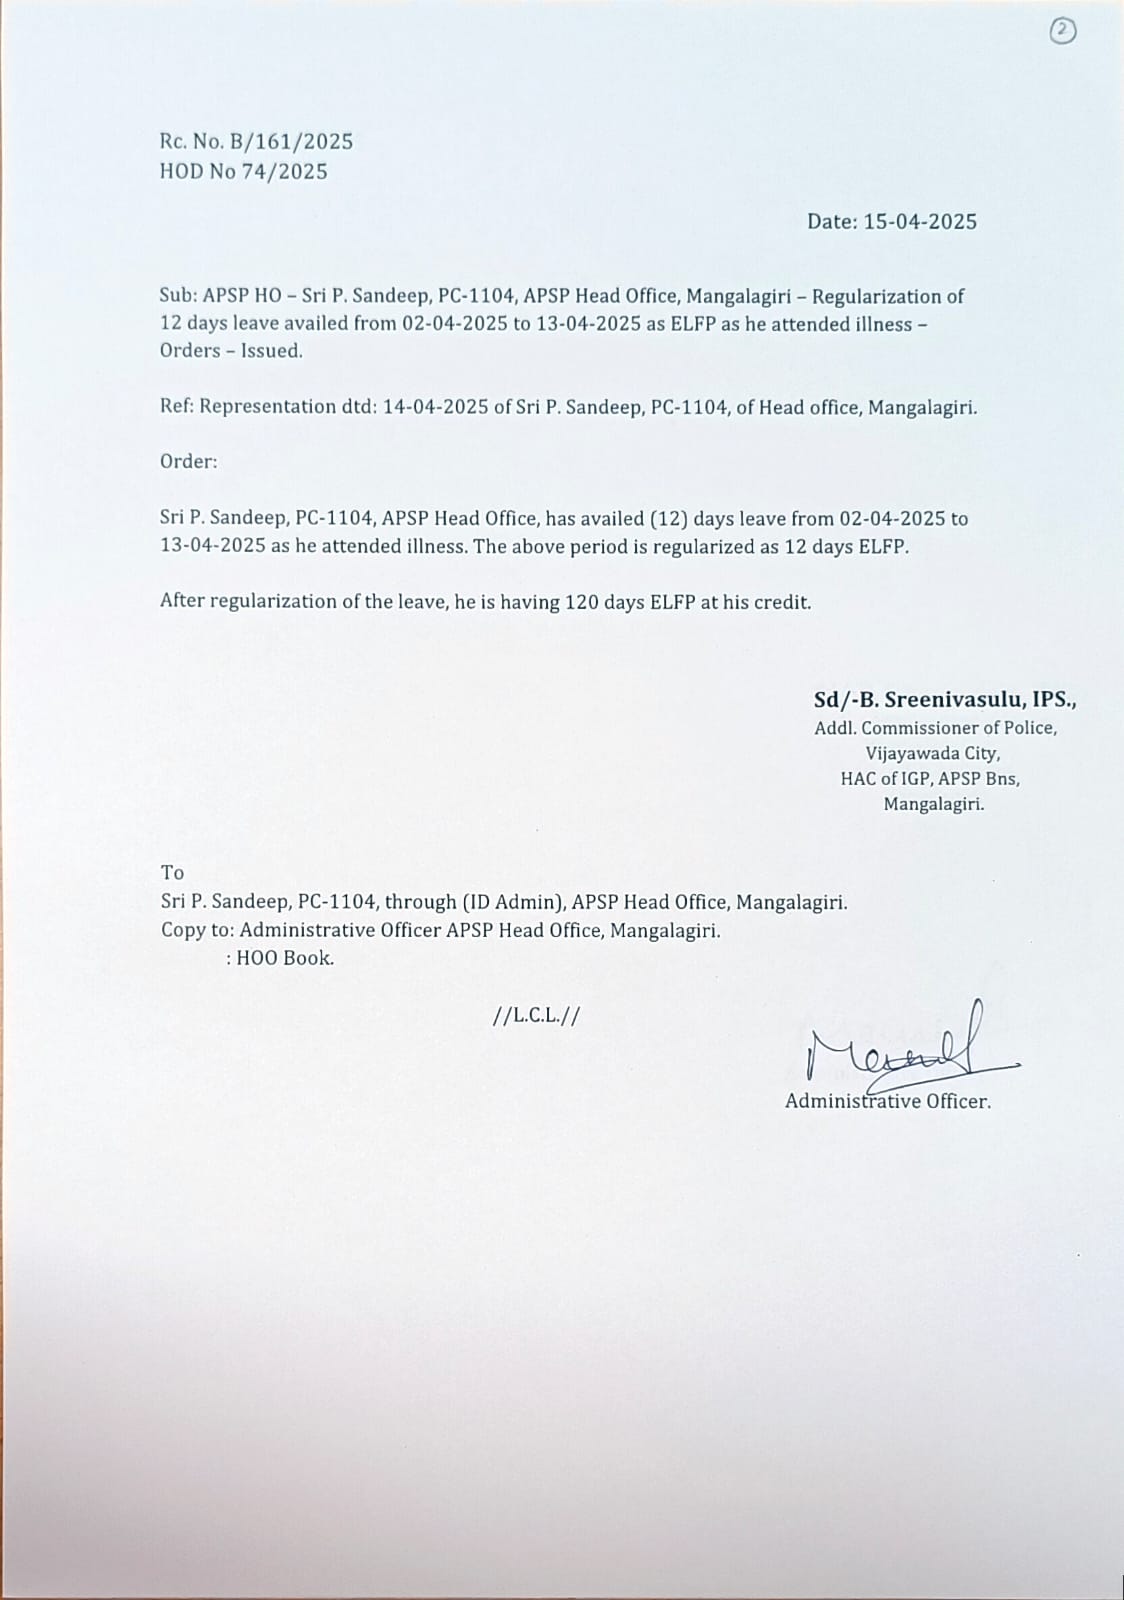 2
Rc. No. B/161/2025
HOD No 74/2025
Date: 15-04-2025
Sub: APSP HO – Sri P. Sandeep, PC-1104, APSP Head Office, Mangalagiri – Regularization of
12 days leave availed from 02-04-2025 to 13-04-2025 as ELFP as he attended illness –
Orders – Issued.
Ref: Representation dtd: 14-04-2025 of Sri P. Sandeep, PC-1104, of Head office, Mangalagiri.
Order:
Sri P. Sandeep, PC-1104, APSP Head Office, has availed (12) days leave from 02-04-2025 to
13-04-2025 as he attended illness. The above period is regularized as 12 days ELFP.
After regularization of the leave, he is having 120 days ELFP at his credit.
Sd/-B. Sreenivasulu, IPS.,
Addl. Commissioner of Police,
Vijayawada City,
HAC of IGP, APSP Bns,
Mangalagiri.
To
Sri P. Sandeep, PC-1104, through (ID Admin), APSP Head Office, Mangalagiri.
Copy to: Administrative Officer APSP Head Office, Mangalagiri.
: HOO Book.
//L.C.L.//
Administrative Officer.